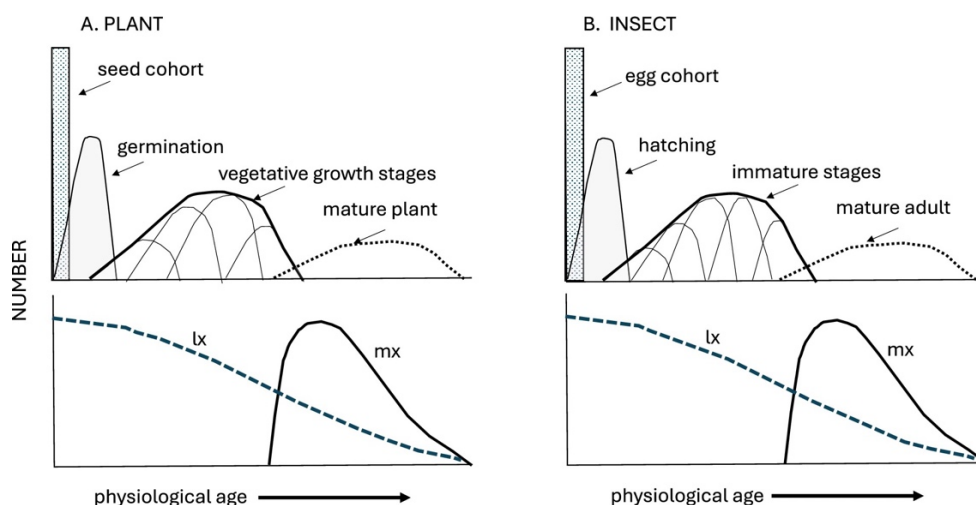 A. PLANT
seed cohort
germination
vegetative growth stages
mature plant
NUMBER
lx
mx
physiological age
B. INSECT
egg cohort
hatching
immature stages
mature adult
lx
mx
physiological age